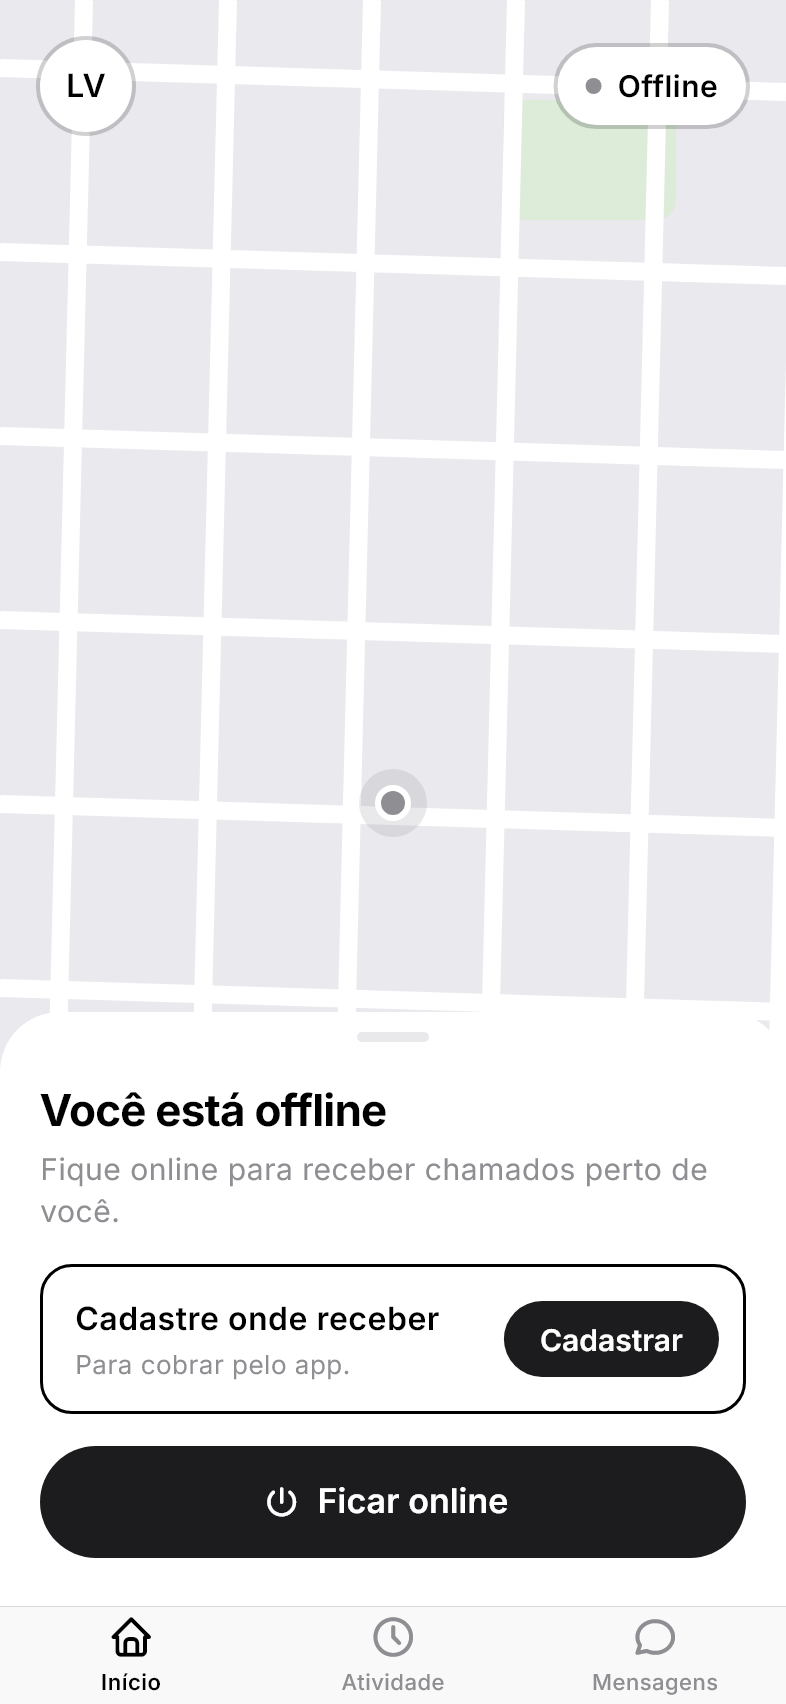 LV
Offline
Você está offline
Fique online para receber chamados perto de
você.
Cadastre onde receber
Para cobrar pelo app.
Cadastrar
Ficar online
Início
Atividade
Mensagens